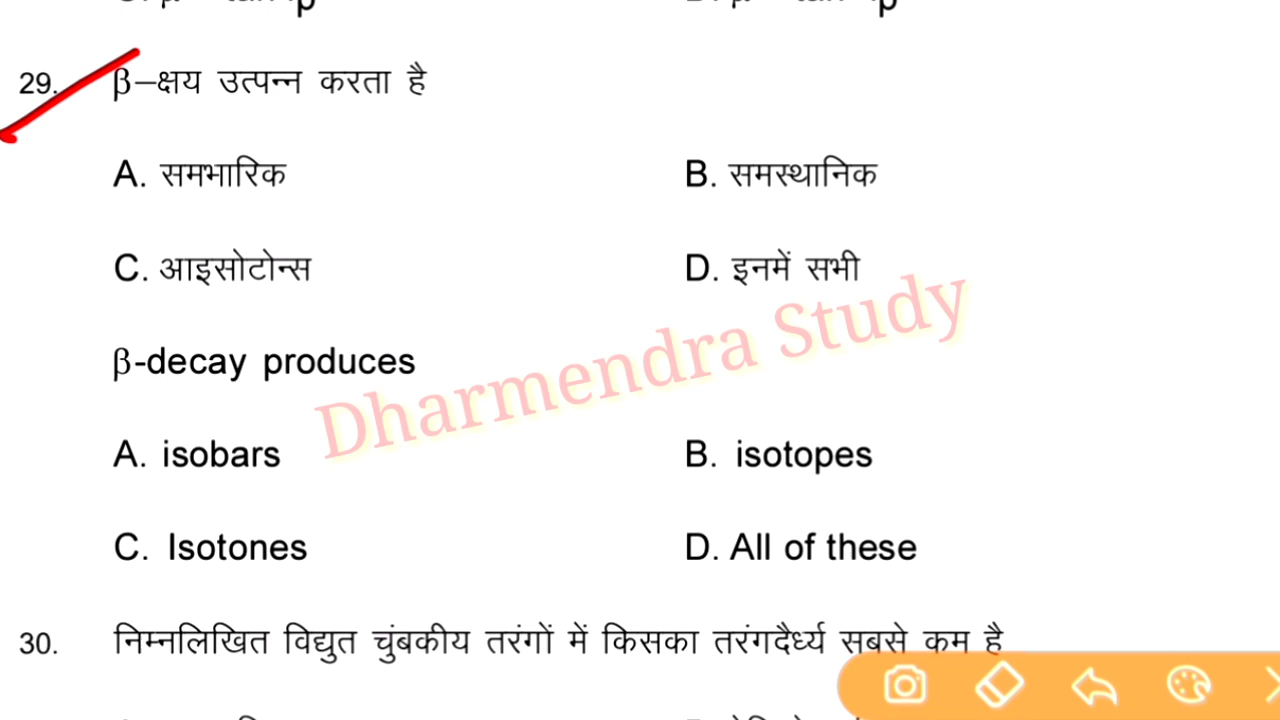 29. β–क्षय उत्पन्न करता है
A. समभारिक B. समस्थानिक
C. आइसोटोन्स D. इनमें सभी
Dharmendra Study
β-decay produces
A. isobars B. isotopes
C. Isotones D. All of these
30. निम्नलिखित विद्युत चुंबकीय तरंगों में किसका तरंगदैर्ध्य सबसे कम है